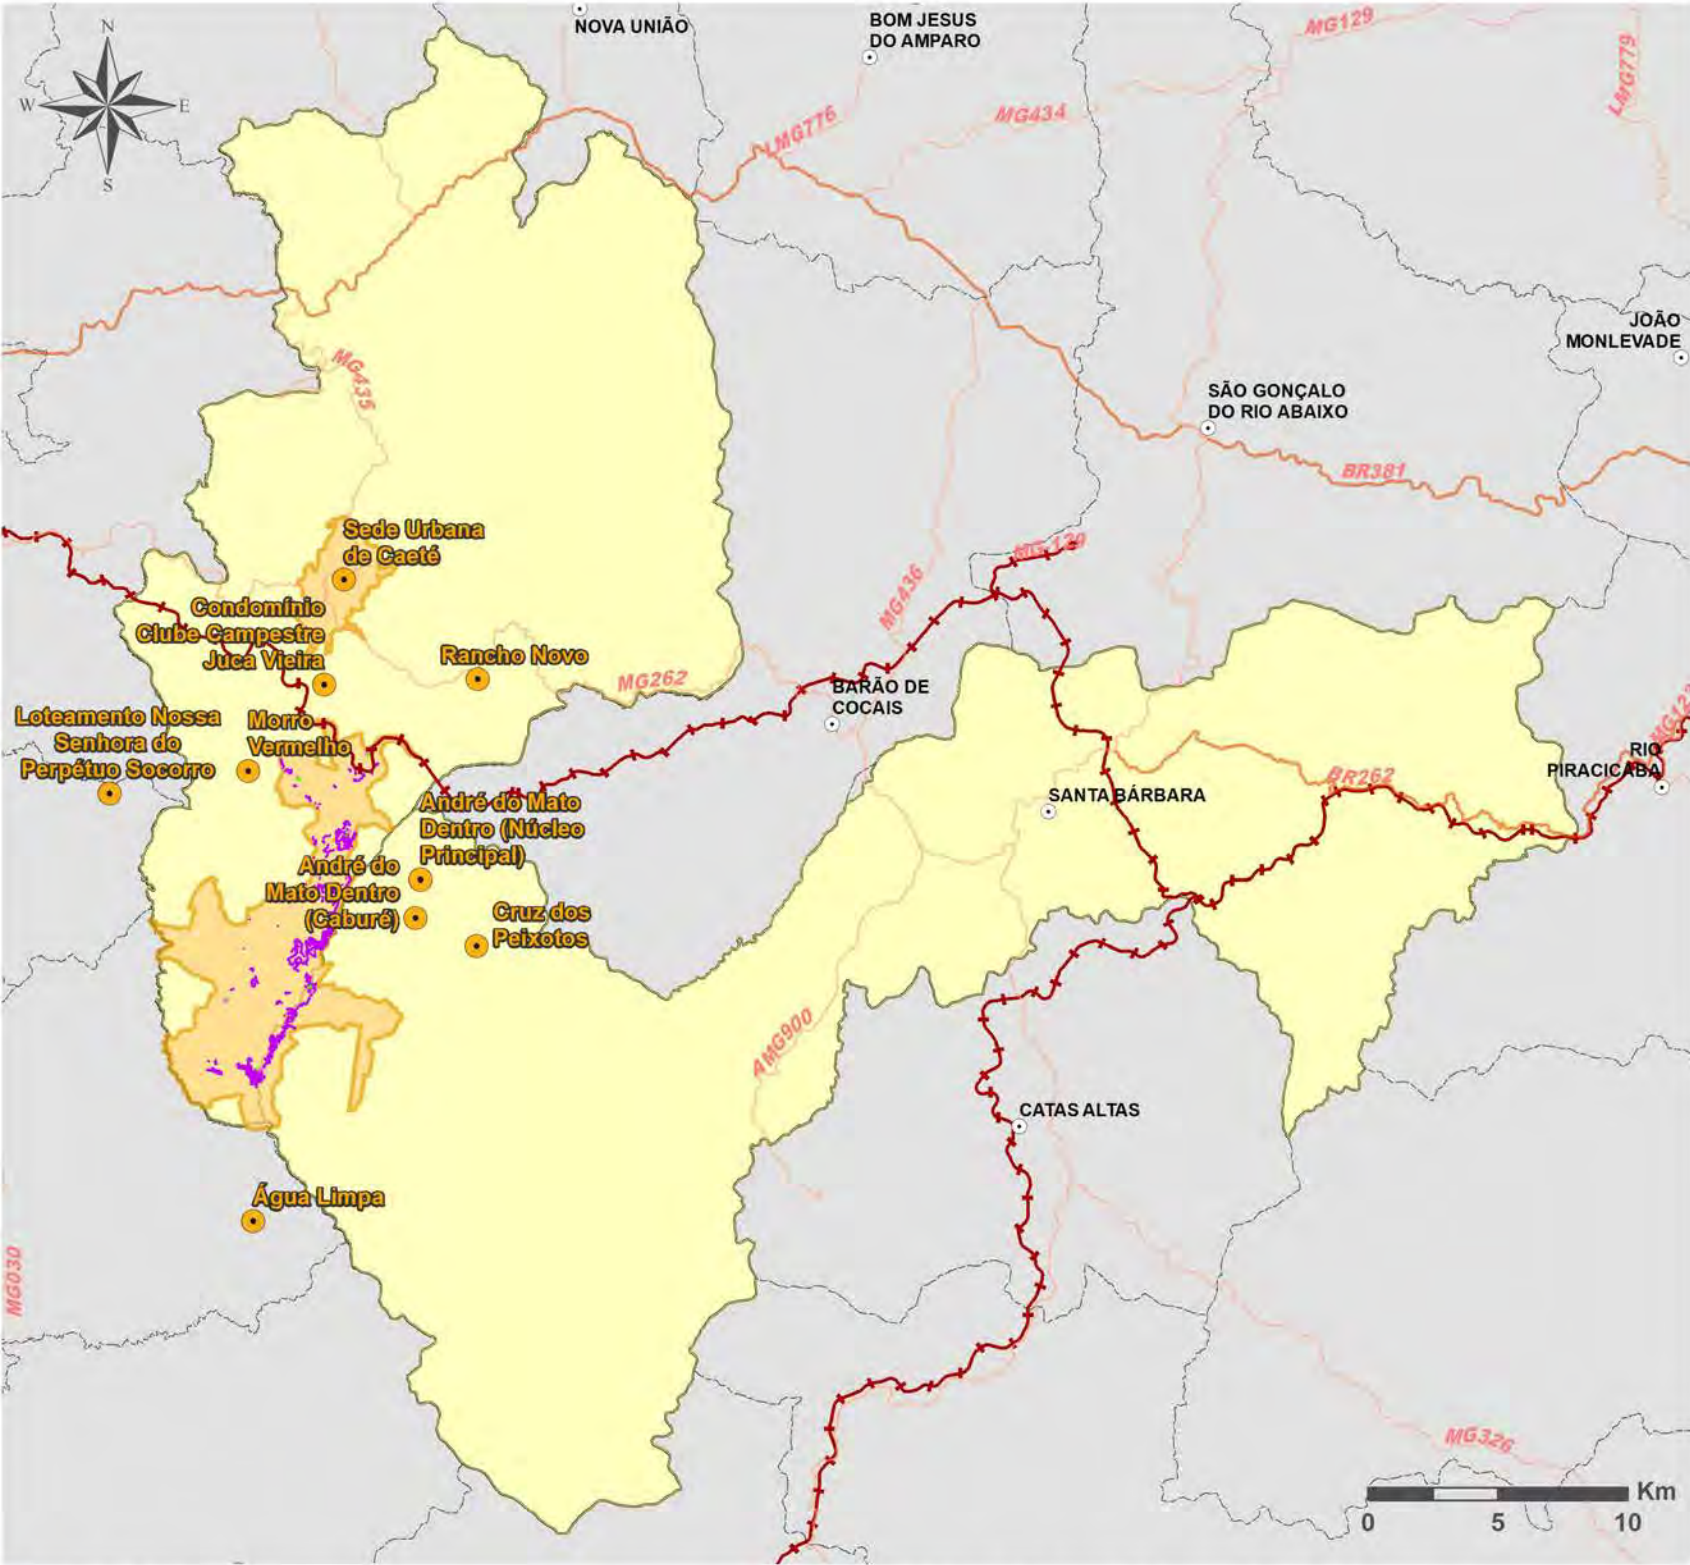 NOVA UNIÃO
BOM JESUS
DO AMPARO
MG129
LMG779
N
W
E
S
LMG776
MG434
JOÃO
MONLEVADE
MG435
SÃO GONÇALO
DO RIO ABAIXO
BR381
Sede Urbana
de Caeté
MG 129
MG436
Condomínio
Clube Campestre
Juca Vieira
Rancho Novo
MG262
BARÃO DE
COCAIS
Loteamento Nossa
Senhora do
Perpétuo Socorro
Morro
Vermelho
MG123
RIO
PIRACICABA
BR262
SANTA BÁRBARA
André do Mato
Dentro (Núcleo
Principal)
André do
Mato Dentro
(Caburé)
Cruz dos
Peixotos
AMG900
CATAS ALTAS
Água Limpa
MG030
MG326
Km
0
5
10